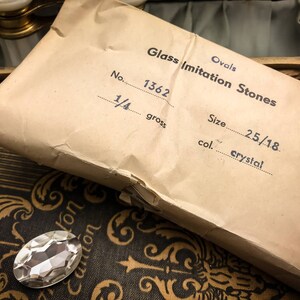 Ovals
Glass Imitation Stones
No. 1362
1/4 gross
Size 25/18
col. crystal